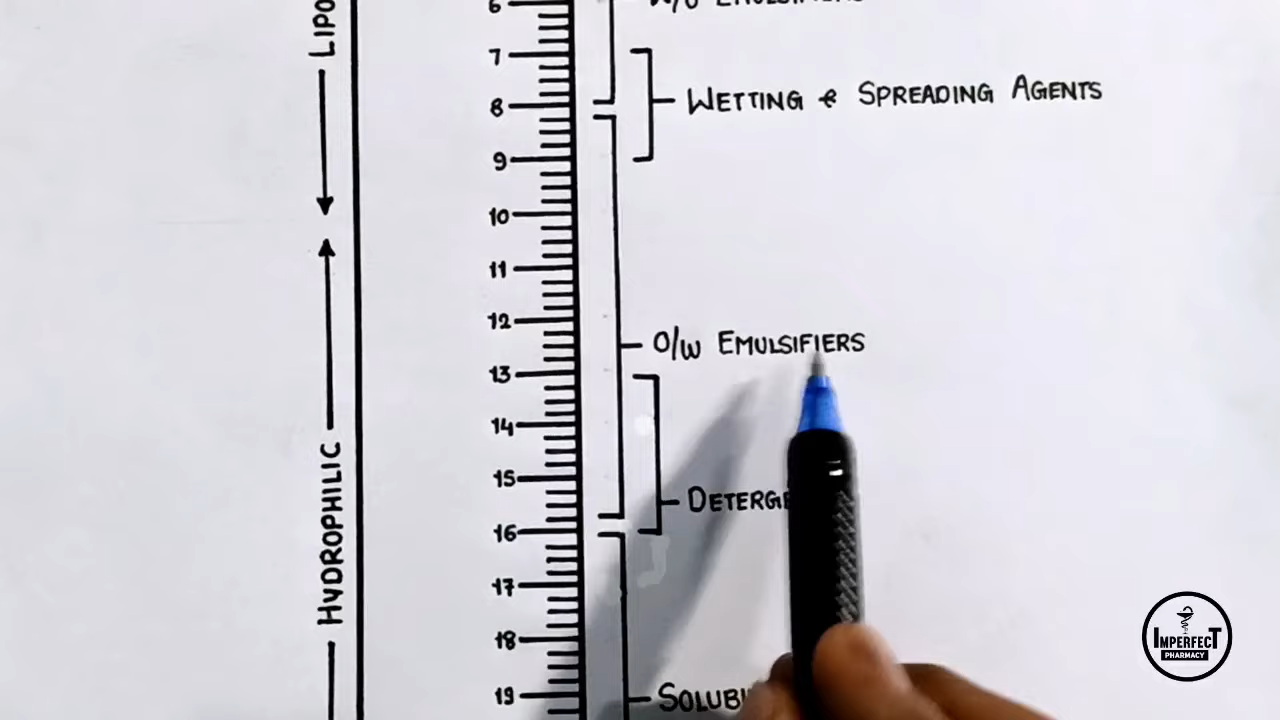 6
7
WETTING & SPREADING AGENTS
8
9
10
11
12
O/W EMULSIFIERS
13
14
15
16
17
HYDROPHILIC
18
19
IMPERFECT
PHARMACY